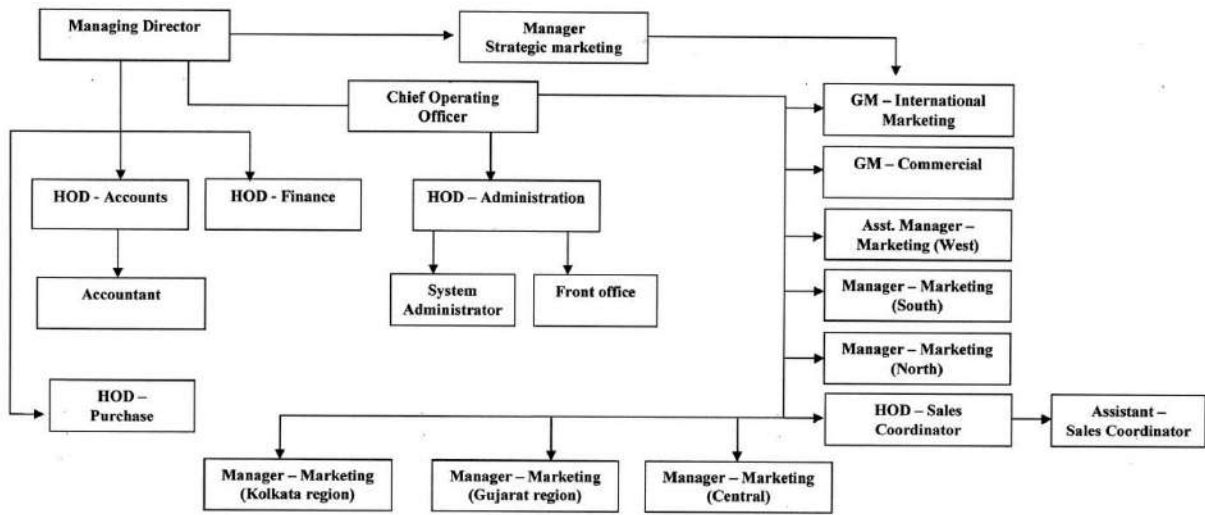 Managing Director
Manager
Strategic marketing
Chief Operating
Officer
GM – International
Marketing
GM – Commercial
HOD - Accounts
HOD - Finance
HOD – Administration
Asst. Manager –
Marketing (West)
Accountant
System
Administrator
Front office
Manager – Marketing
(South)
Manager – Marketing
(North)
HOD –
Purchase
HOD – Sales
Coordinator
Assistant –
Sales Coordinator
Manager – Marketing
(Kolkata region)
Manager – Marketing
(Gujarat region)
Manager – Marketing
(Central)